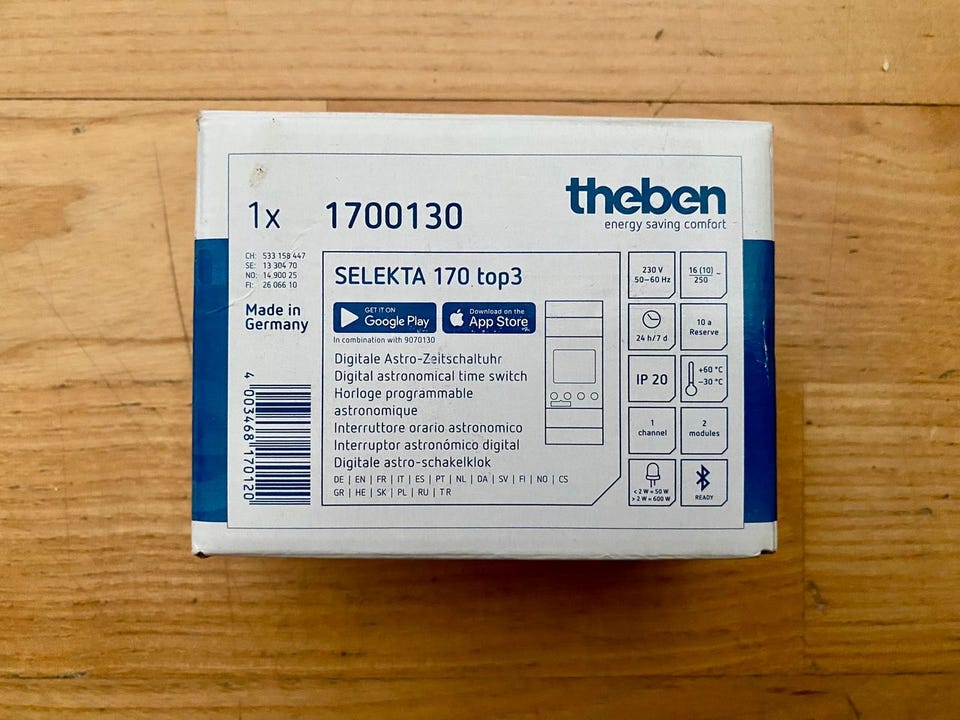 1x 1700130
theben
energy saving comfort
CH: 533 158 447
SE: 13 304 70
NO: 14 900 25
FI: 26 066 10
Made in
Germany
4 003468 170120
SELEKTA 170 top3
GET IT ON
Google Play
Download on the
App Store
In combination with 9070130
Digitale Astro-Zeitschaltuhr
Digital astronomical time switch
Horloge programmable
astronomique
Interruttore orario astronomico
Interruptor astronómico digital
Digitale astro-schakelklok
DE | EN | FR | IT | ES | PT | NL | DA | SV | FI | NO | CS
GR | HE | SK | PL | RU | TR
230 V
50–60 Hz
16 (10) ~
250
24 h/7 d
10 a
Reserve
IP 20
+60 °C
–30 °C
1
channel
2
modules
< 2 W = 50 W
> 2 W = 600 W
READY